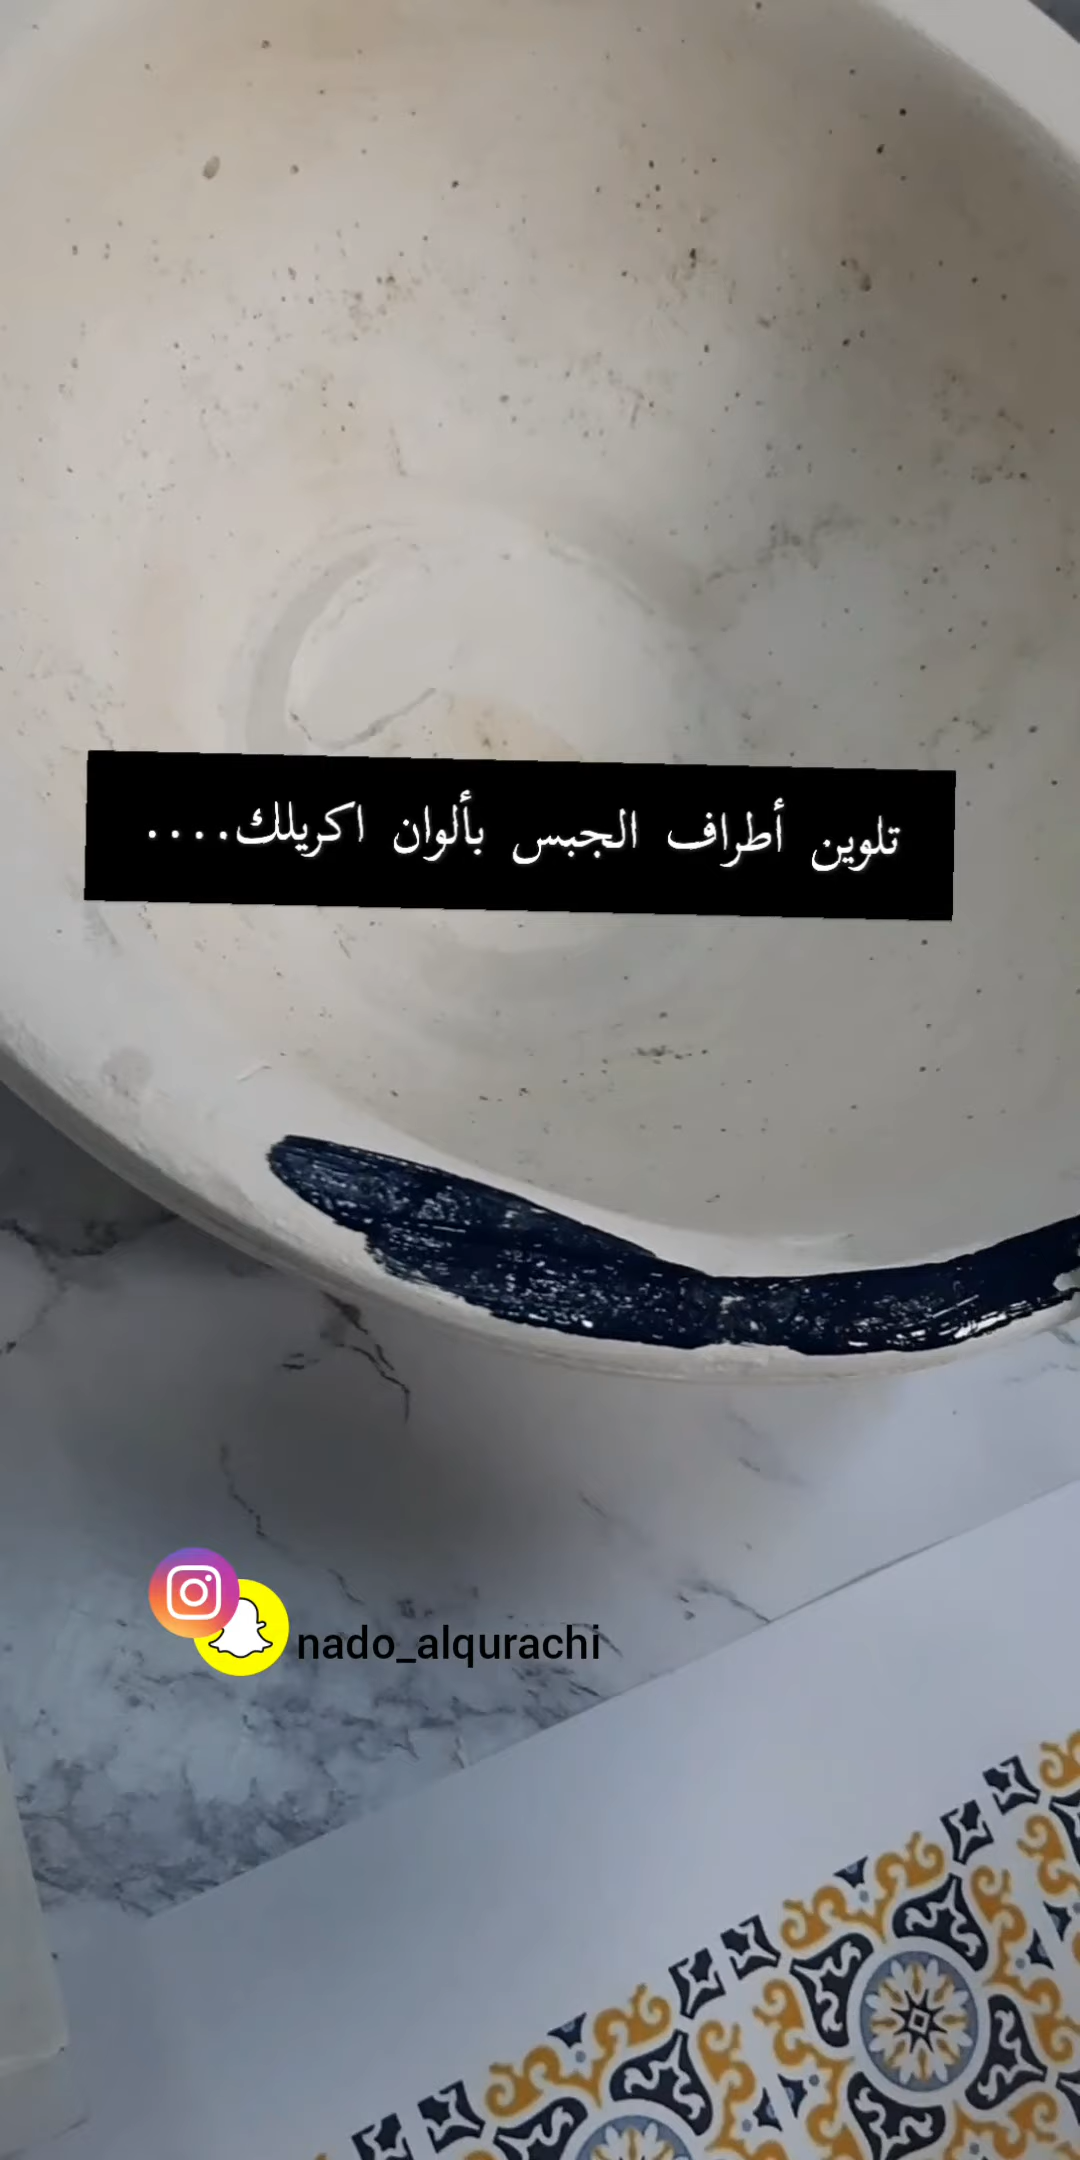 تلوين أطراف الجبس بألوان اكريلك....
nado_alqurachi